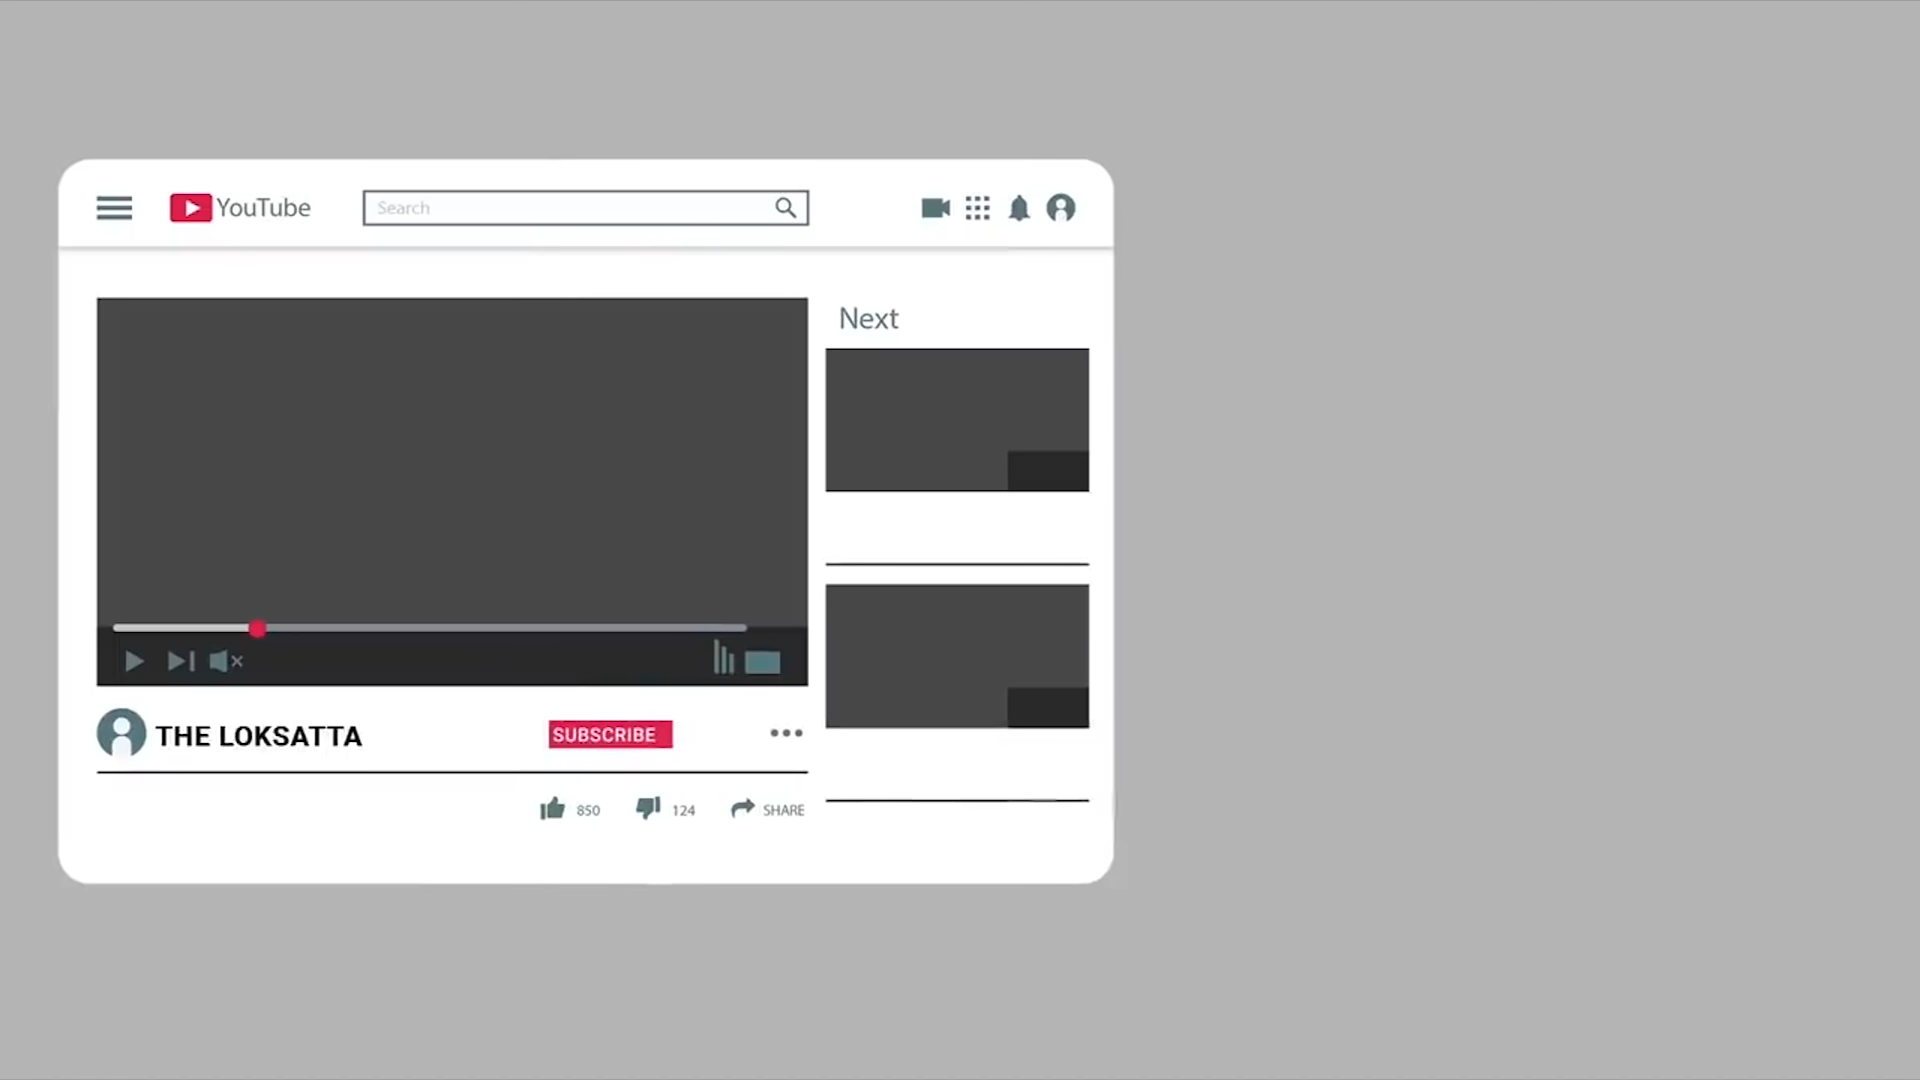 YouTube
Search
Next
THE LOKSATTA
SUBSCRIBE
850
124
SHARE